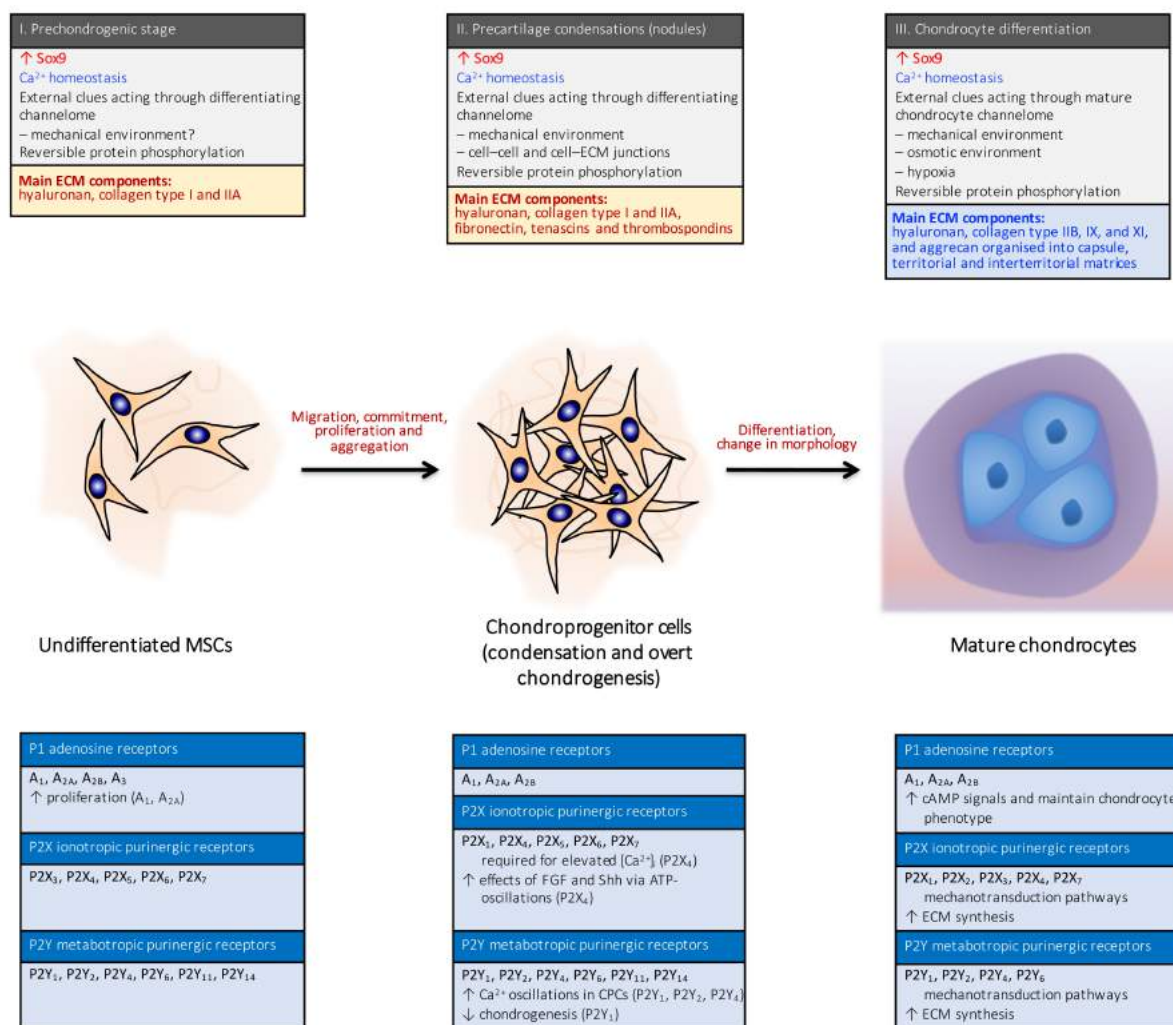 I. Prechondrogenic stage
↑ Sox9
Ca²⁺ homeostasis
External clues acting through differentiating
channelome
– mechanical environment?
Reversible protein phosphorylation
Main ECM components:
hyaluronan, collagen type I and IIA
II. Precartilage condensations (nodules)
↑ Sox9
Ca²⁺ homeostasis
External clues acting through differentiating
channelome
– mechanical environment
– cell–cell and cell–ECM junctions
Reversible protein phosphorylation
Main ECM components:
hyaluronan, collagen type I and IIA,
fibronectin, tenascins and thrombospondins
III. Chondrocyte differentiation
↑ Sox9
Ca²⁺ homeostasis
External clues acting through mature
chondrocyte channelome
– mechanical environment
– osmotic environment
– hypoxia
Reversible protein phosphorylation
Main ECM components:
hyaluronan, collagen type IIB, IX, and XI,
and aggrecan organised into capsule,
territorial and interterritorial matrices
Migration, commitment,
proliferation and
aggregation
Differentiation,
change in morphology
Undifferentiated MSCs
Chondroprogenitor cells
(condensation and overt
chondrogenesis)
Mature chondrocytes
P1 adenosine receptors
A₁, A₂A, A₂B, A₃
↑ proliferation (A₁, A₂A)
P2X ionotropic purinergic receptors
P2X₃, P2X₄, P2X₅, P2X₆, P2X₇
P2Y metabotropic purinergic receptors
P2Y₁, P2Y₂, P2Y₄, P2Y₆, P2Y₁₁, P2Y₁₄
P1 adenosine receptors
A₁, A₂A, A₂B
P2X ionotropic purinergic receptors
P2X₁, P2X₄, P2X₅, P2X₆, P2X₇
required for elevated [Ca²⁺]ᵢ (P2X₄)
↑ effects of FGF and Shh via ATP-
oscillations (P2X₄)
P2Y metabotropic purinergic receptors
P2Y₁, P2Y₂, P2Y₄, P2Y₆, P2Y₁₁, P2Y₁₄
↑ Ca²⁺ oscillations in CPCs (P2Y₁, P2Y₂, P2Y₄)
↓ chondrogenesis (P2Y₁)
P1 adenosine receptors
A₁, A₂A, A₂B
↑ cAMP signals and maintain chondrocyte
phenotype
P2X ionotropic purinergic receptors
P2X₁, P2X₂, P2X₃, P2X₄, P2X₇
mechanotransduction pathways
↑ ECM synthesis
P2Y metabotropic purinergic receptors
P2Y₁, P2Y₂, P2Y₄, P2Y₆
mechanotransduction pathways
↑ ECM synthesis